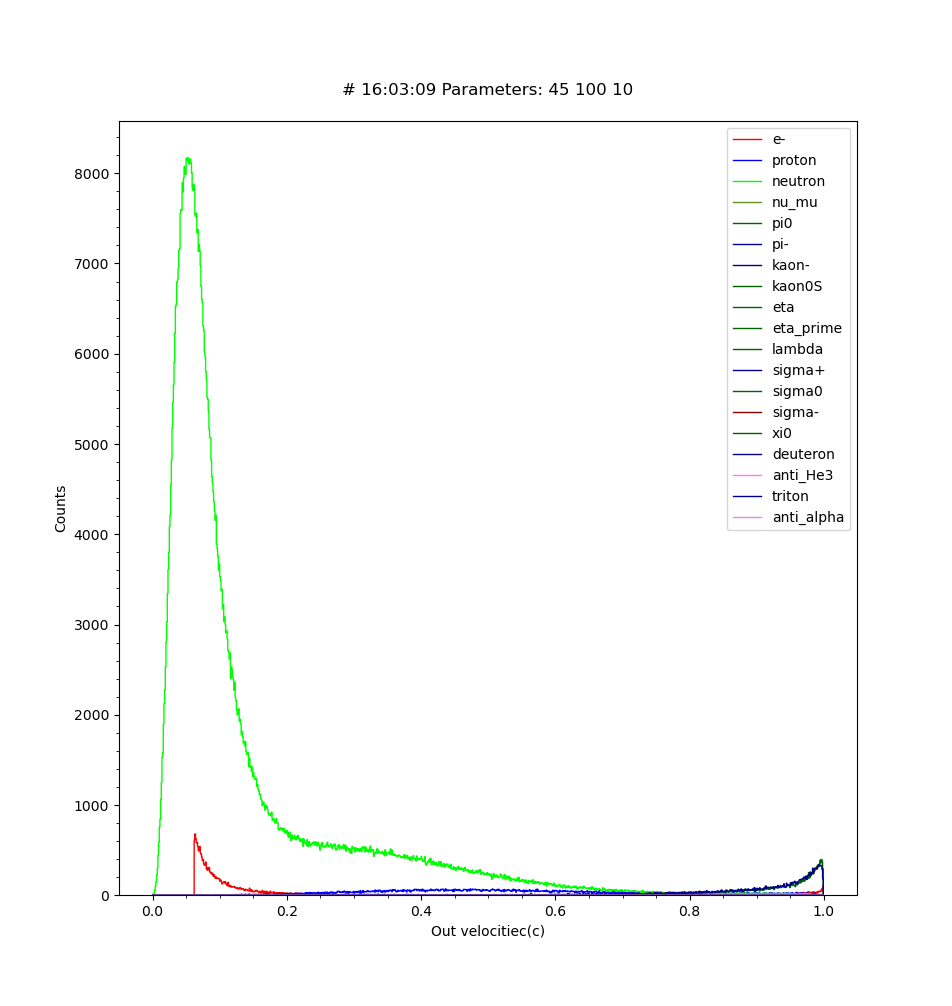 # 16:03:09 Parameters: 45 100 10
e-
proton
neutron
nu_mu
pi0
pi-
kaon-
kaon0S
eta
eta_prime
lambda
sigma+
sigma0
sigma-
xi0
deuteron
anti_He3
triton
anti_alpha
8000
7000
6000
5000
4000
3000
2000
1000
0
Counts
0.0 0.2 0.4 0.6 0.8 1.0
Out velocitiec(c)